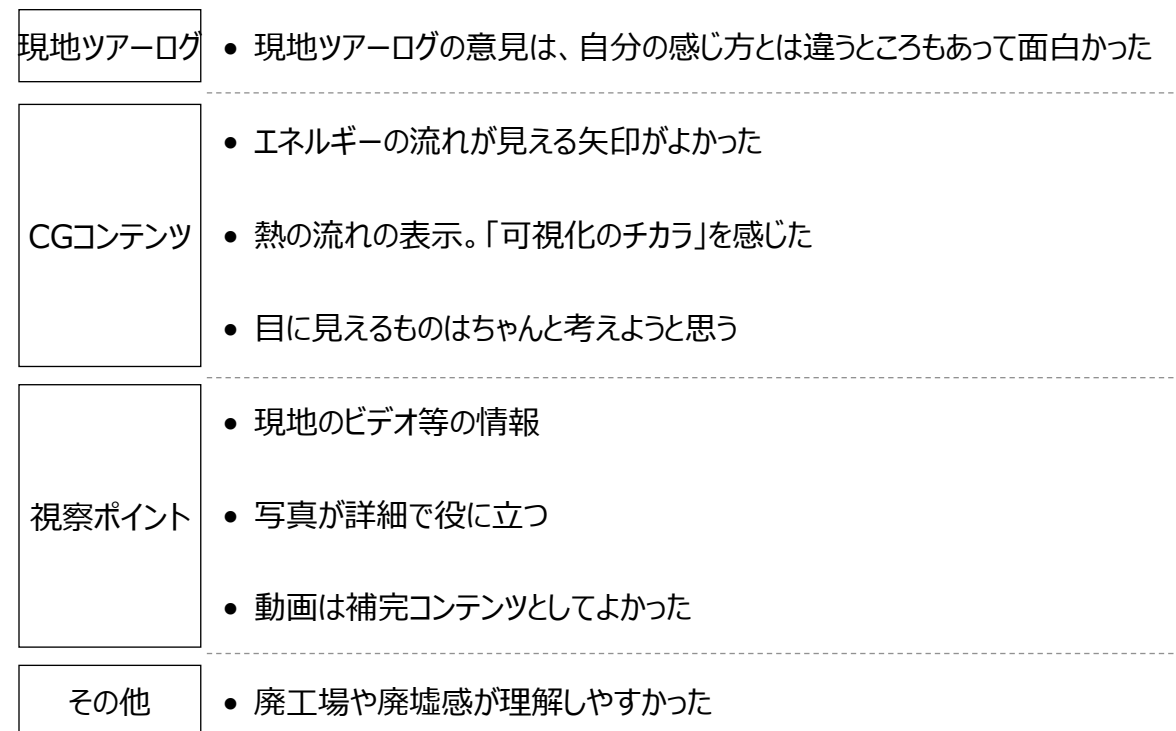 現地ツアーログ
• 現地ツアーログの意見は、自分の感じ方とは違うところもあって面白かった
CGコンテンツ
• エネルギーの流れが見える矢印がよかった
• 熱の流れの表示。「可視化のチカラ」を感じた
• 目に見えるものはちゃんと考えようと思う
視察ポイント
• 現地のビデオ等の情報
• 写真が詳細で役に立つ
• 動画は補完コンテンツとしてよかった
その他
• 廃工場や廃墟感が理解しやすかった